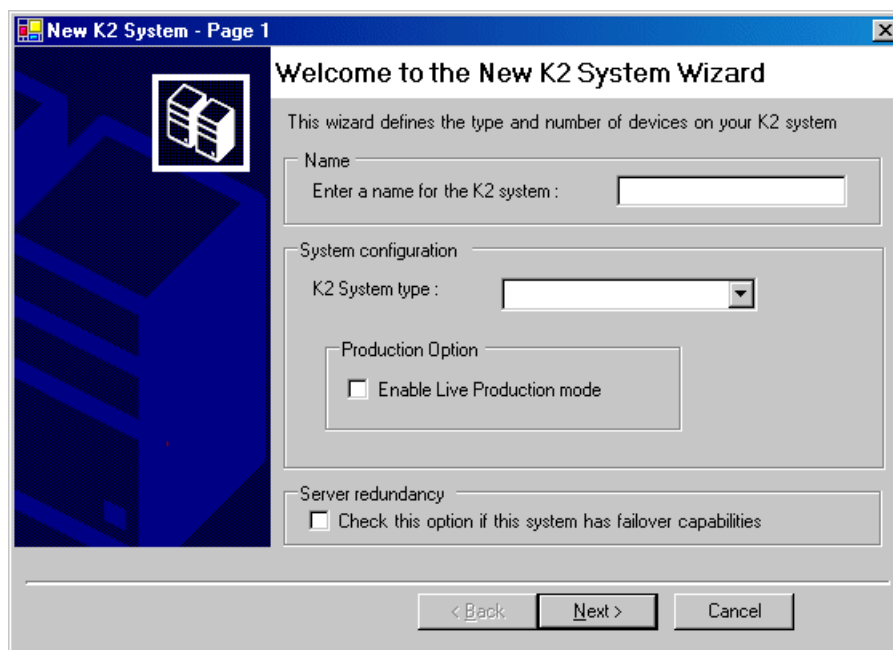 New K2 System - Page 1
Welcome to the New K2 System Wizard
This wizard defines the type and number of devices on your K2 system
Name
Enter a name for the K2 system :
System configuration
K2 System type :
Production Option
Enable Live Production mode
Server redundancy
Check this option if this system has failover capabilities
< Back Next > Cancel